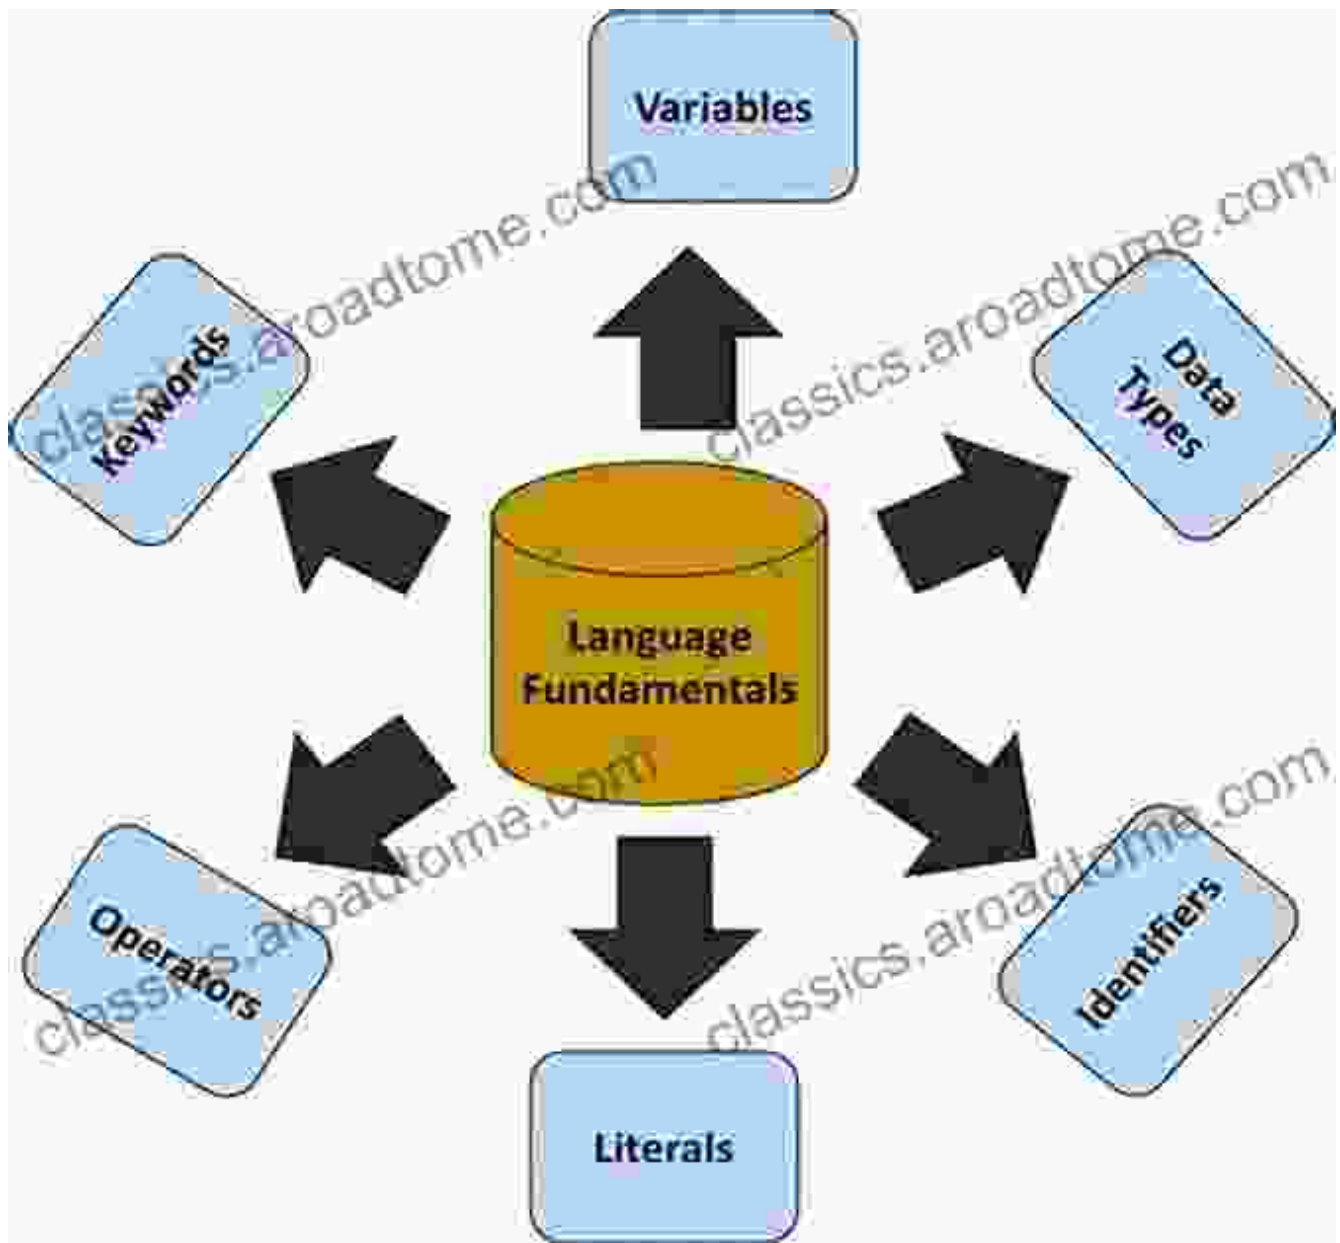 Variables
Keywords
Data
Types
Language
Fundamentals
Operators
Identifiers
Literals
classics.aroadtome.com
classics.aroadtome.com
classics.aroadtome.com
classics.aroadtome.com